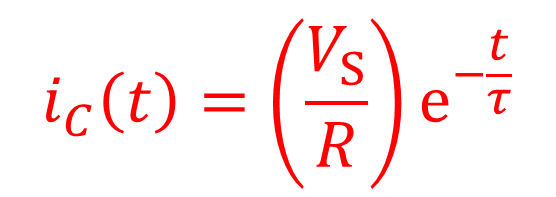 i_C(t) = (V_S/R) e^{-t/τ}